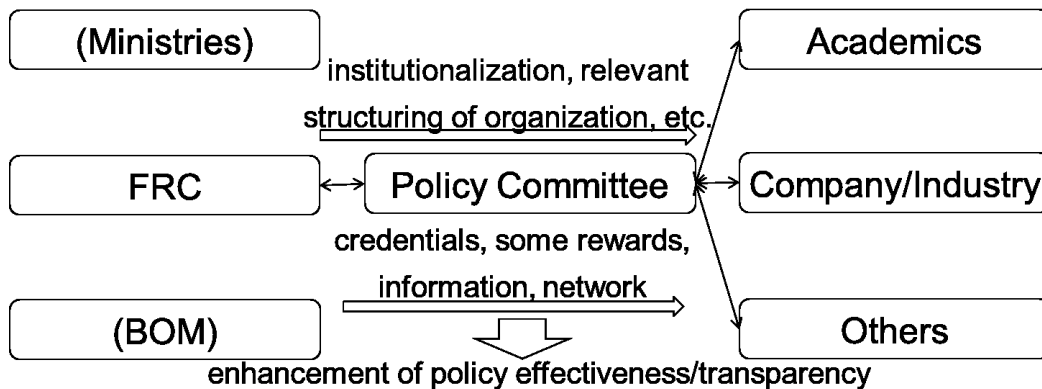 (Ministries)
Academics
institutionalization, relevant
structuring of organization, etc.
FRC
Policy Committee
Company/Industry
credentials, some rewards,
information, network
(BOM)
Others
enhancement of policy effectiveness/transparency